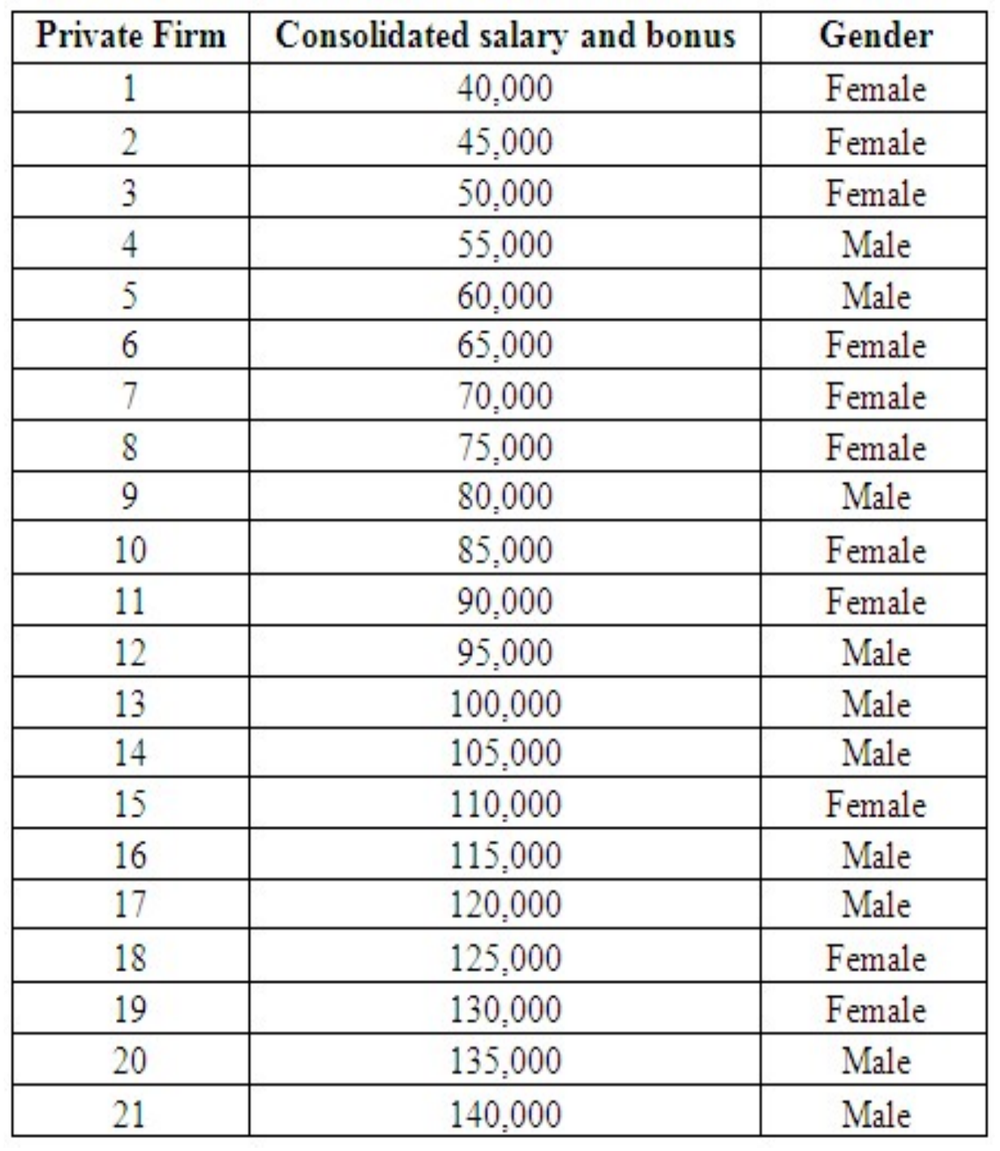 Private Firm Consolidated salary and bonus Gender
1 40,000 Female
2 45,000 Female
3 50,000 Female
4 55,000 Male
5 60,000 Male
6 65,000 Female
7 70,000 Female
8 75,000 Female
9 80,000 Male
10 85,000 Female
11 90,000 Female
12 95,000 Male
13 100,000 Male
14 105,000 Male
15 110,000 Female
16 115,000 Male
17 120,000 Male
18 125,000 Female
19 130,000 Female
20 135,000 Male
21 140,000 Male